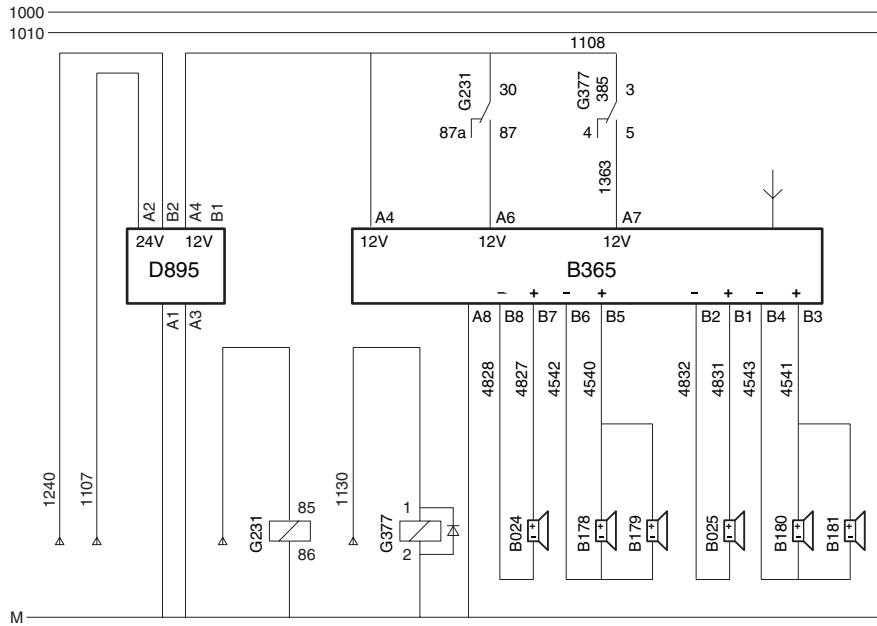 1000
1010
1108
G231
30
G377
385
3
87a
87
4
5
1363
A2
B2
A4
B1
A4
A6
A7
24V
12V
12V
12V
12V
D895
B365
- + - + - + - +
A1
A3
A8
B8
B7
B6
B5
B2
B1
B4
B3
4828
4827
4542
4540
4832
4831
4543
4541
1240
1107
G231
85
86
1130
G377
1
2
B024
+
-
B178
+
-
B179
+
-
B025
+
-
B180
+
-
B181
+
-
M